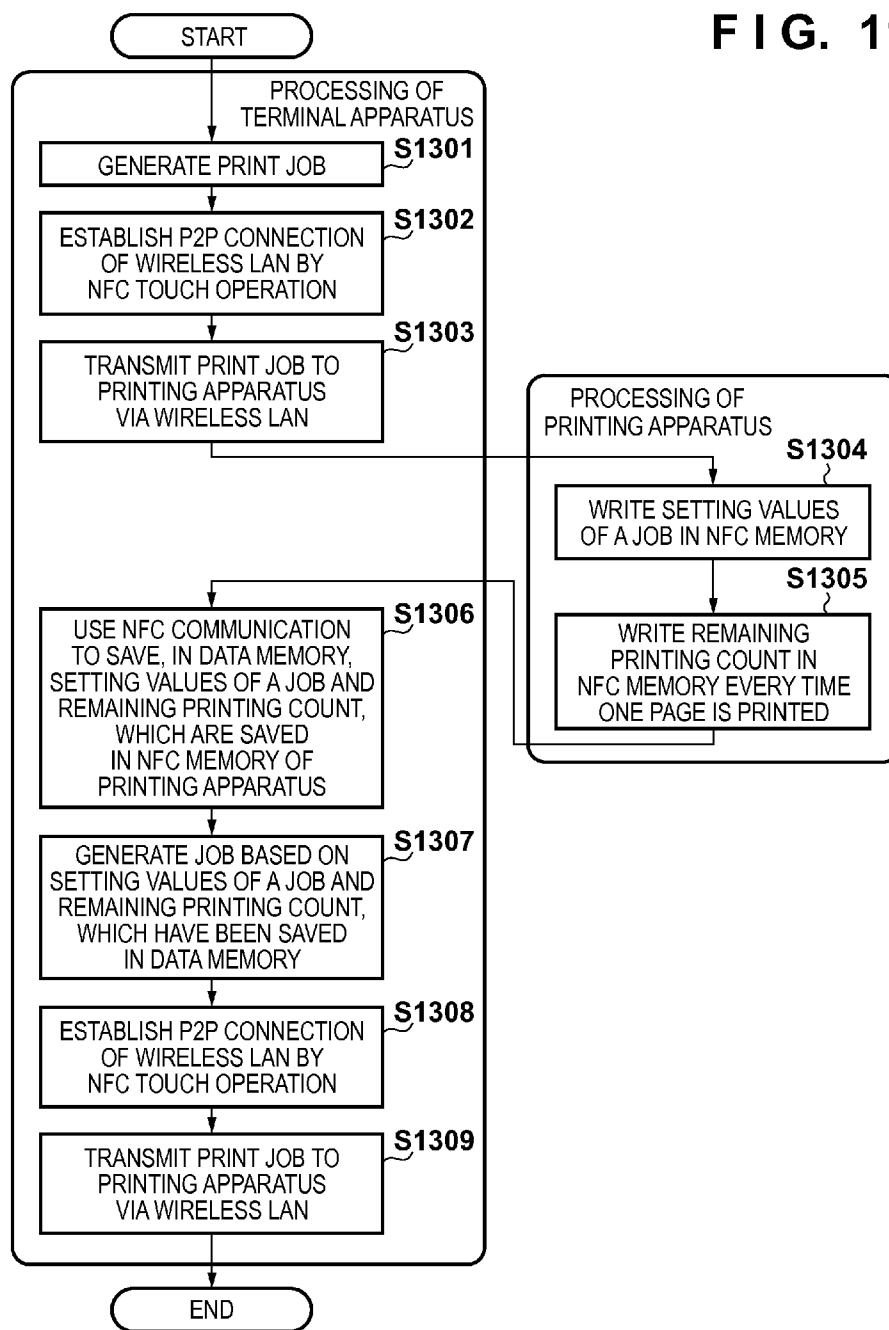 START
F I G. 1
PROCESSING OF
TERMINAL APPARATUS
S1301
GENERATE PRINT JOB
S1302
ESTABLISH P2P CONNECTION
OF WIRELESS LAN BY
NFC TOUCH OPERATION
S1303
TRANSMIT PRINT JOB TO
PRINTING APPARATUS
VIA WIRELESS LAN
PROCESSING OF
PRINTING APPARATUS
S1304
WRITE SETTING VALUES
OF A JOB IN NFC MEMORY
S1305
WRITE REMAINING
PRINTING COUNT IN
NFC MEMORY EVERY TIME
ONE PAGE IS PRINTED
S1306
USE NFC COMMUNICATION
TO SAVE, IN DATA MEMORY,
SETTING VALUES OF A JOB AND
REMAINING PRINTING COUNT,
WHICH ARE SAVED
IN NFC MEMORY OF
PRINTING APPARATUS
S1307
GENERATE JOB BASED ON
SETTING VALUES OF A JOB AND
REMAINING PRINTING COUNT,
WHICH HAVE BEEN SAVED
IN DATA MEMORY
S1308
ESTABLISH P2P CONNECTION
OF WIRELESS LAN BY
NFC TOUCH OPERATION
S1309
TRANSMIT PRINT JOB TO
PRINTING APPARATUS
VIA WIRELESS LAN
END